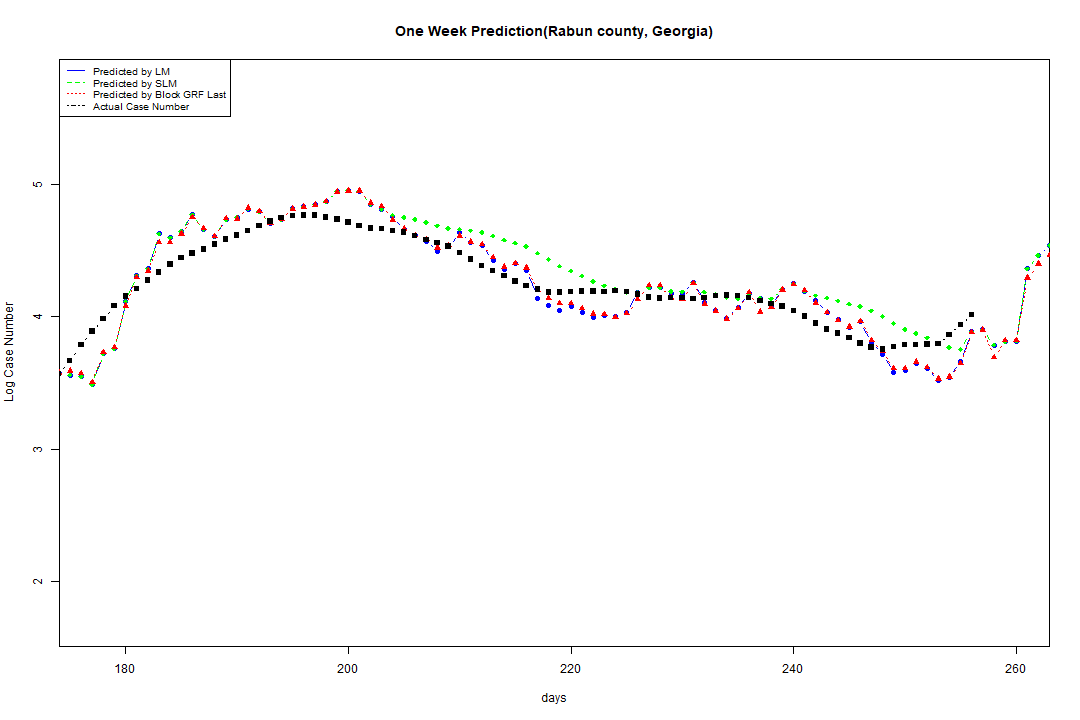 One Week Prediction(Rabun county, Georgia)
Predicted by LM
Predicted by SLM
Predicted by Block GRF Last
Actual Case Number
Log Case Number
5
4
3
2
180 200 220 240 260
days